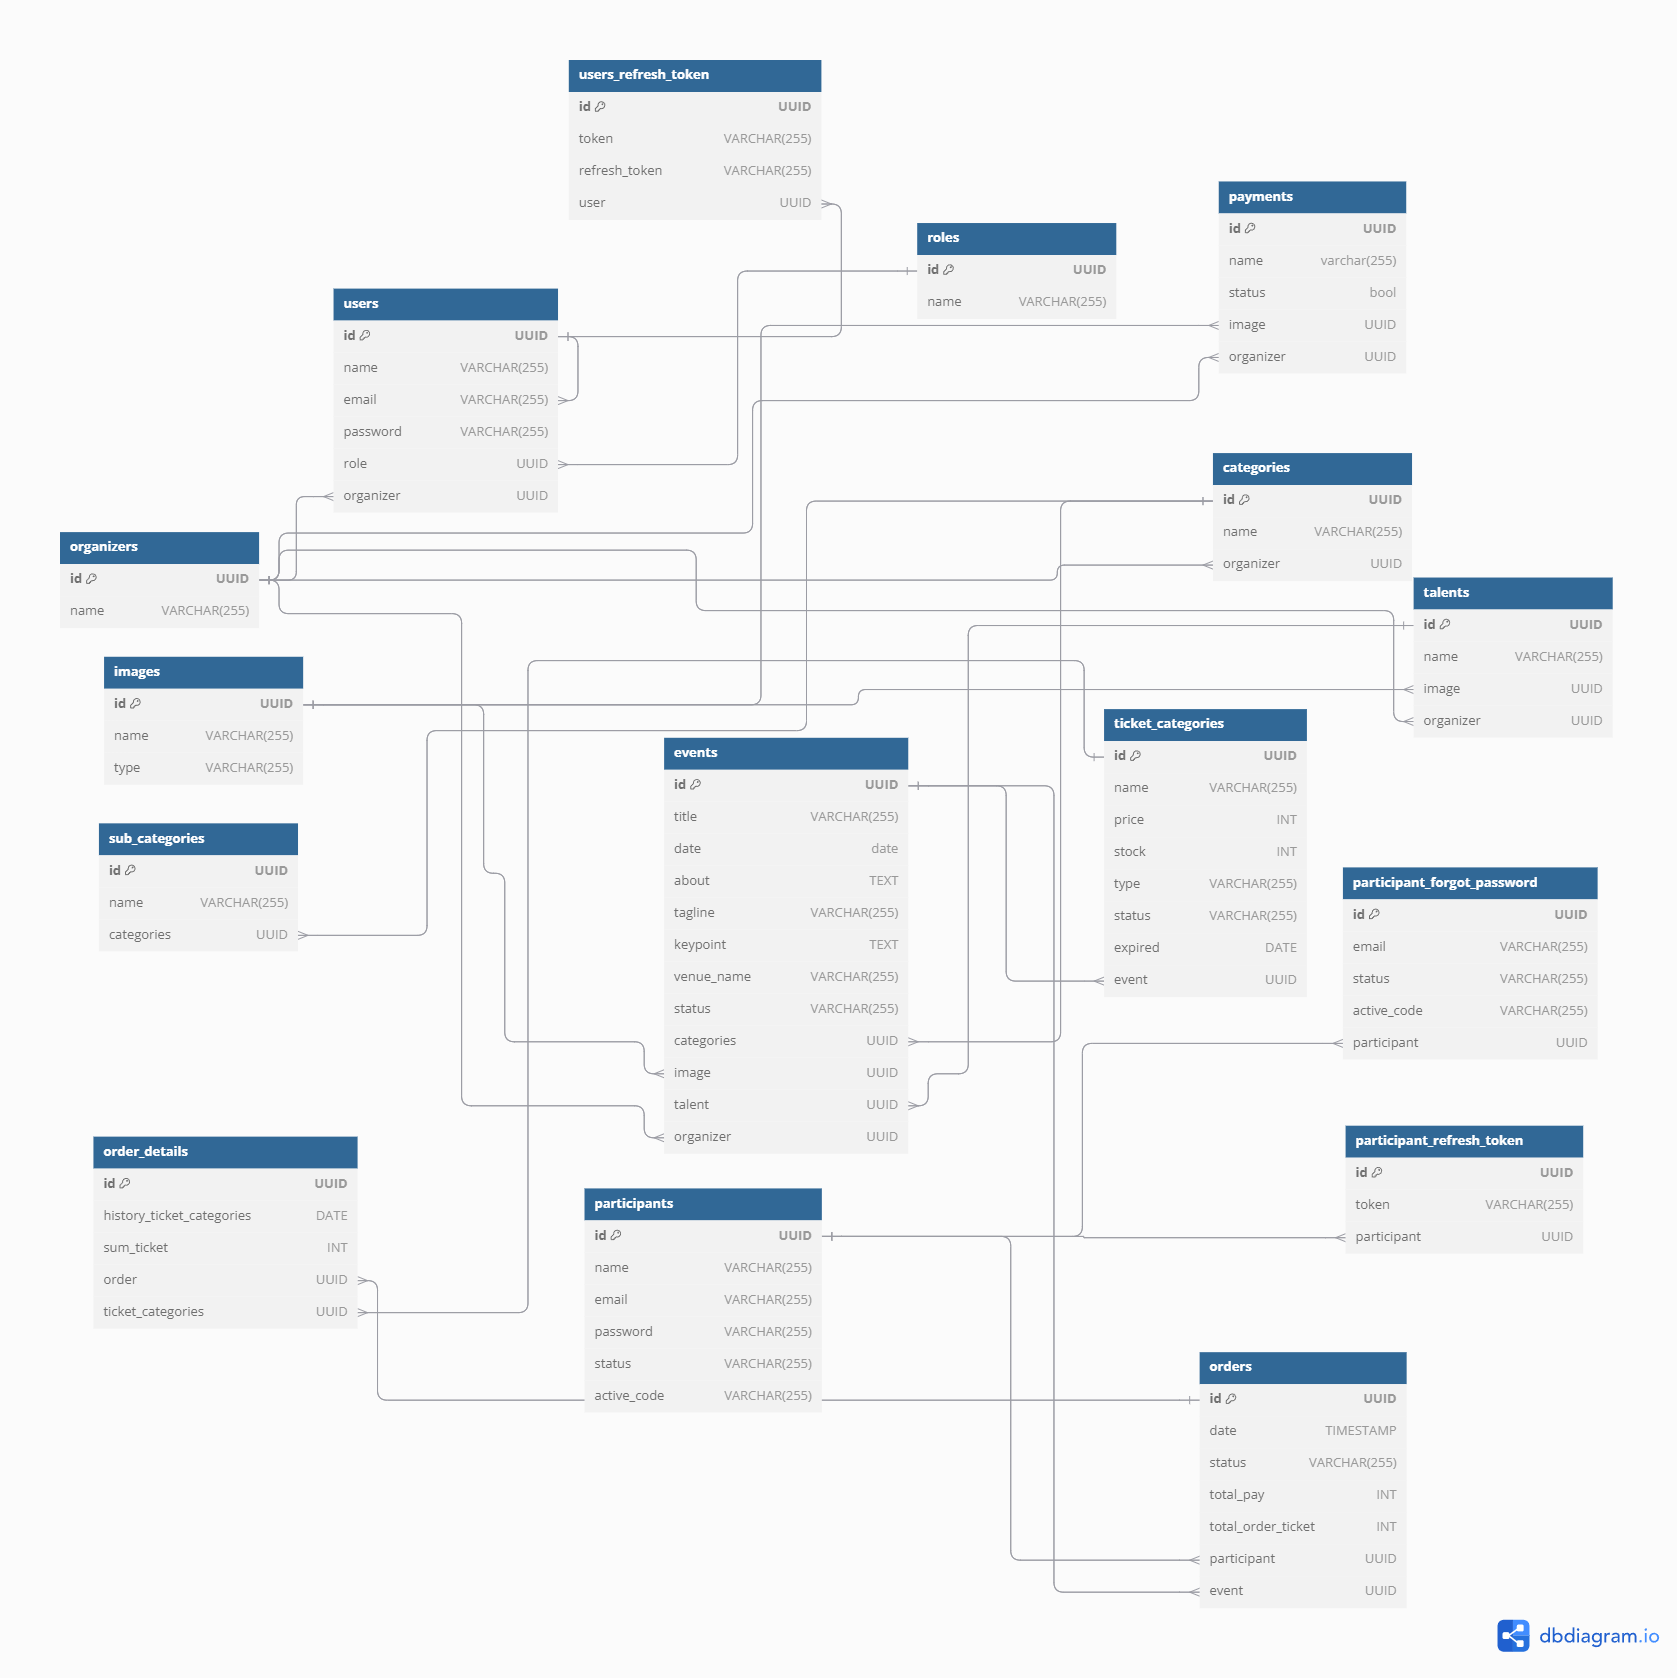 users_refresh_token
id UUID
token VARCHAR(255)
refresh_token VARCHAR(255)
user UUID
payments
id UUID
name varchar(255)
status bool
image UUID
organizer UUID
roles
id UUID
name VARCHAR(255)
users
id UUID
name VARCHAR(255)
email VARCHAR(255)
password VARCHAR(255)
role UUID
organizer UUID
categories
id UUID
name VARCHAR(255)
organizer UUID
organizers
id UUID
name VARCHAR(255)
talents
id UUID
name VARCHAR(255)
image UUID
organizer UUID
images
id UUID
name VARCHAR(255)
type VARCHAR(255)
ticket_categories
id UUID
name VARCHAR(255)
price INT
stock INT
type VARCHAR(255)
status VARCHAR(255)
expired DATE
event UUID
events
id UUID
title VARCHAR(255)
date date
about TEXT
tagline VARCHAR(255)
keypoint TEXT
venue_name VARCHAR(255)
status VARCHAR(255)
categories UUID
image UUID
talent UUID
organizer UUID
sub_categories
id UUID
name VARCHAR(255)
categories UUID
participant_forgot_password
id UUID
email VARCHAR(255)
status VARCHAR(255)
active_code VARCHAR(255)
participant UUID
participant_refresh_token
id UUID
token VARCHAR(255)
participant UUID
order_details
id UUID
history_ticket_categories DATE
sum_ticket INT
order UUID
ticket_categories UUID
participants
id UUID
name VARCHAR(255)
email VARCHAR(255)
password VARCHAR(255)
status VARCHAR(255)
active_code VARCHAR(255)
orders
id UUID
date TIMESTAMP
status VARCHAR(255)
total_pay INT
total_order_ticket INT
participant UUID
event UUID
dbdiagram.io